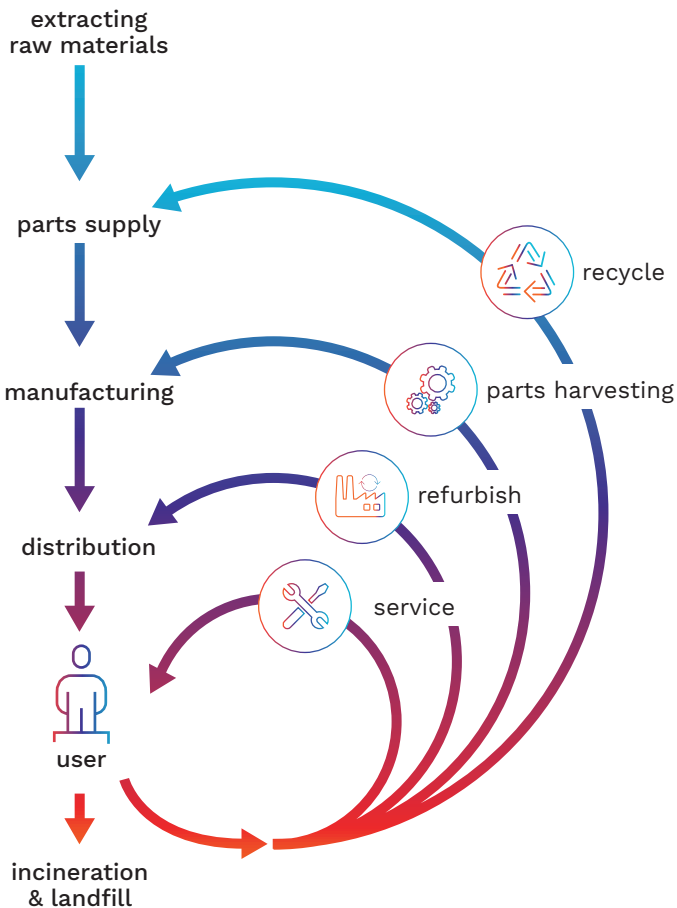 extracting
raw materials
parts supply
recycle
manufacturing
parts harvesting
refurbish
distribution
service
user
incineration
& landfill